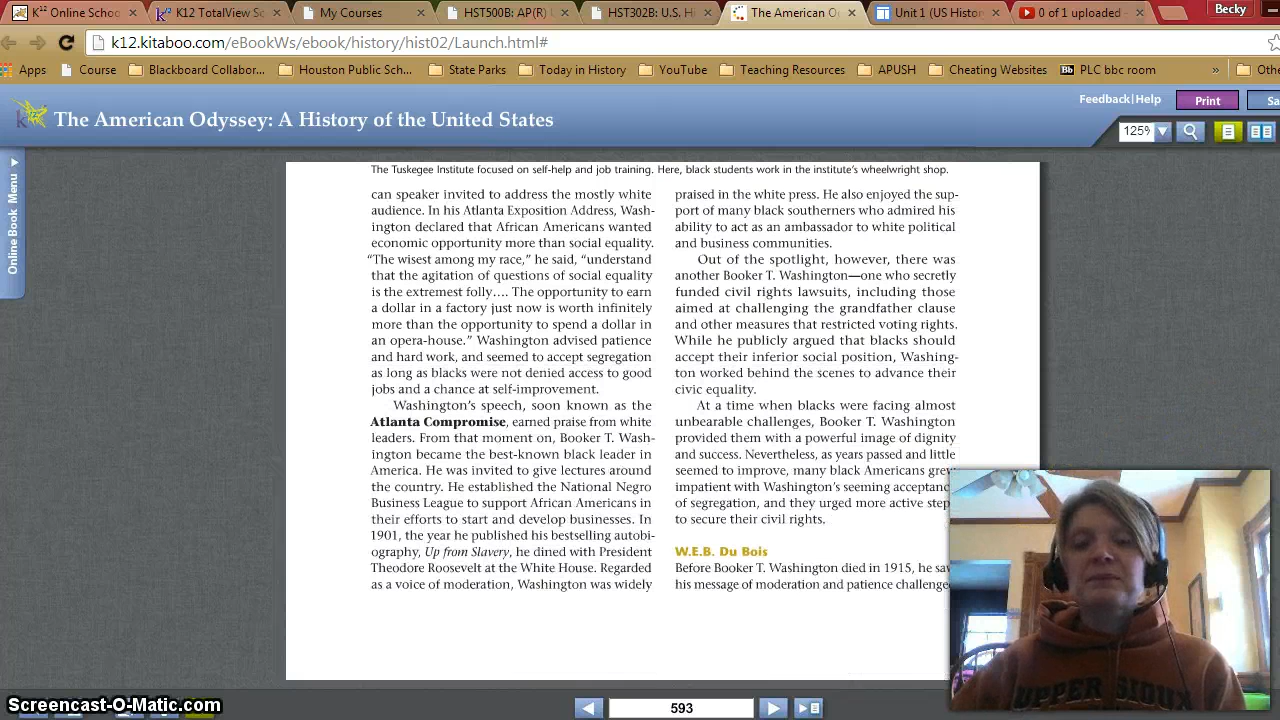 K¹² Online Schoo
K12 TotalView Sc
My Courses
HST500B: AP(R) U
HST302B: U.S. Hi
The American O
Unit 1 (US Histor
0 of 1 uploaded -
Becky
k12.kitaboo.com/eBookWs/ebook/history/hist02/Launch.html#
Apps
Course
Blackboard Collabor...
Houston Public Sch...
State Parks
Today in History
YouTube
Teaching Resources
APUSH
Cheating Websites
Bb PLC bbc room
»
Othe
The American Odyssey: A History of the United States
Feedback|Help
Print
Sa
125%
Online Book Menu
The Tuskegee Institute focused on self-help and job training. Here, black students work in the institute's wheelwright shop.
can speaker invited to address the mostly white
audience. In his Atlanta Exposition Address, Wash-
ington declared that African Americans wanted
economic opportunity more than social equality.
“The wisest among my race,” he said, “understand
that the agitation of questions of social equality
is the extremest folly.... The opportunity to earn
a dollar in a factory just now is worth infinitely
more than the opportunity to spend a dollar in
an opera-house.” Washington advised patience
and hard work, and seemed to accept segregation
as long as blacks were not denied access to good
jobs and a chance at self-improvement.
Washington's speech, soon known as the
Atlanta Compromise, earned praise from white
leaders. From that moment on, Booker T. Wash-
ington became the best-known black leader in
America. He was invited to give lectures around
the country. He established the National Negro
Business League to support African Americans in
their efforts to start and develop businesses. In
1901, the year he published his bestselling autobi-
ography, Up from Slavery, he dined with President
Theodore Roosevelt at the White House. Regarded
as a voice of moderation, Washington was widely
praised in the white press. He also enjoyed the sup-
port of many black southerners who admired his
ability to act as an ambassador to white political
and business communities.
Out of the spotlight, however, there was
another Booker T. Washington—one who secretly
funded civil rights lawsuits, including those
aimed at challenging the grandfather clause
and other measures that restricted voting rights.
While he publicly argued that blacks should
accept their inferior social position, Washing-
ton worked behind the scenes to advance their
civic equality.
At a time when blacks were facing almost
unbearable challenges, Booker T. Washington
provided them with a powerful image of dignity
and success. Nevertheless, as years passed and little
seemed to improve, many black Americans grew
impatient with Washington's seeming acceptanc
of segregation, and they urged more active step
to secure their civil rights.
W.E.B. Du Bois
Before Booker T. Washington died in 1915, he saw
his message of moderation and patience challenge
UPPER SIOUX
593
Screencast-O-Matic.com